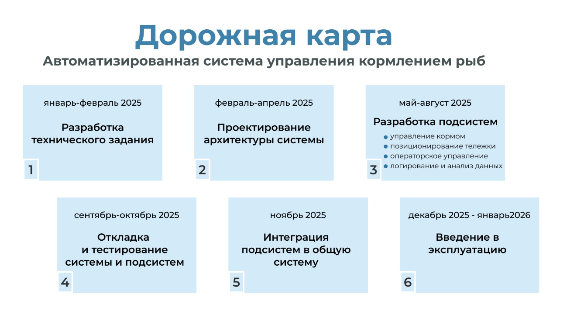 Дорожная карта
Автоматизированная система управления кормлением рыб
январь-февраль 2025
Разработка
технического задания
1
февраль-апрель 2025
Проектирование
архитектуры системы
2
май-август 2025
Разработка подсистем
управление кормом
позиционирование тележки
операторское управление
логирование и анализ данных
3
сентябрь-октябрь 2025
Откладка
и тестирование
системы и подсистем
4
ноябрь 2025
Интеграция
подсистем в общую
систему
5
декабрь 2025 - январь2026
Введение в
эксплуатацию
6